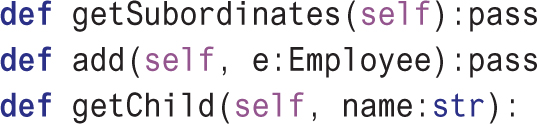 def getSubordinates(self):pass
def add(self, e:Employee):pass
def getChild(self, name:str):